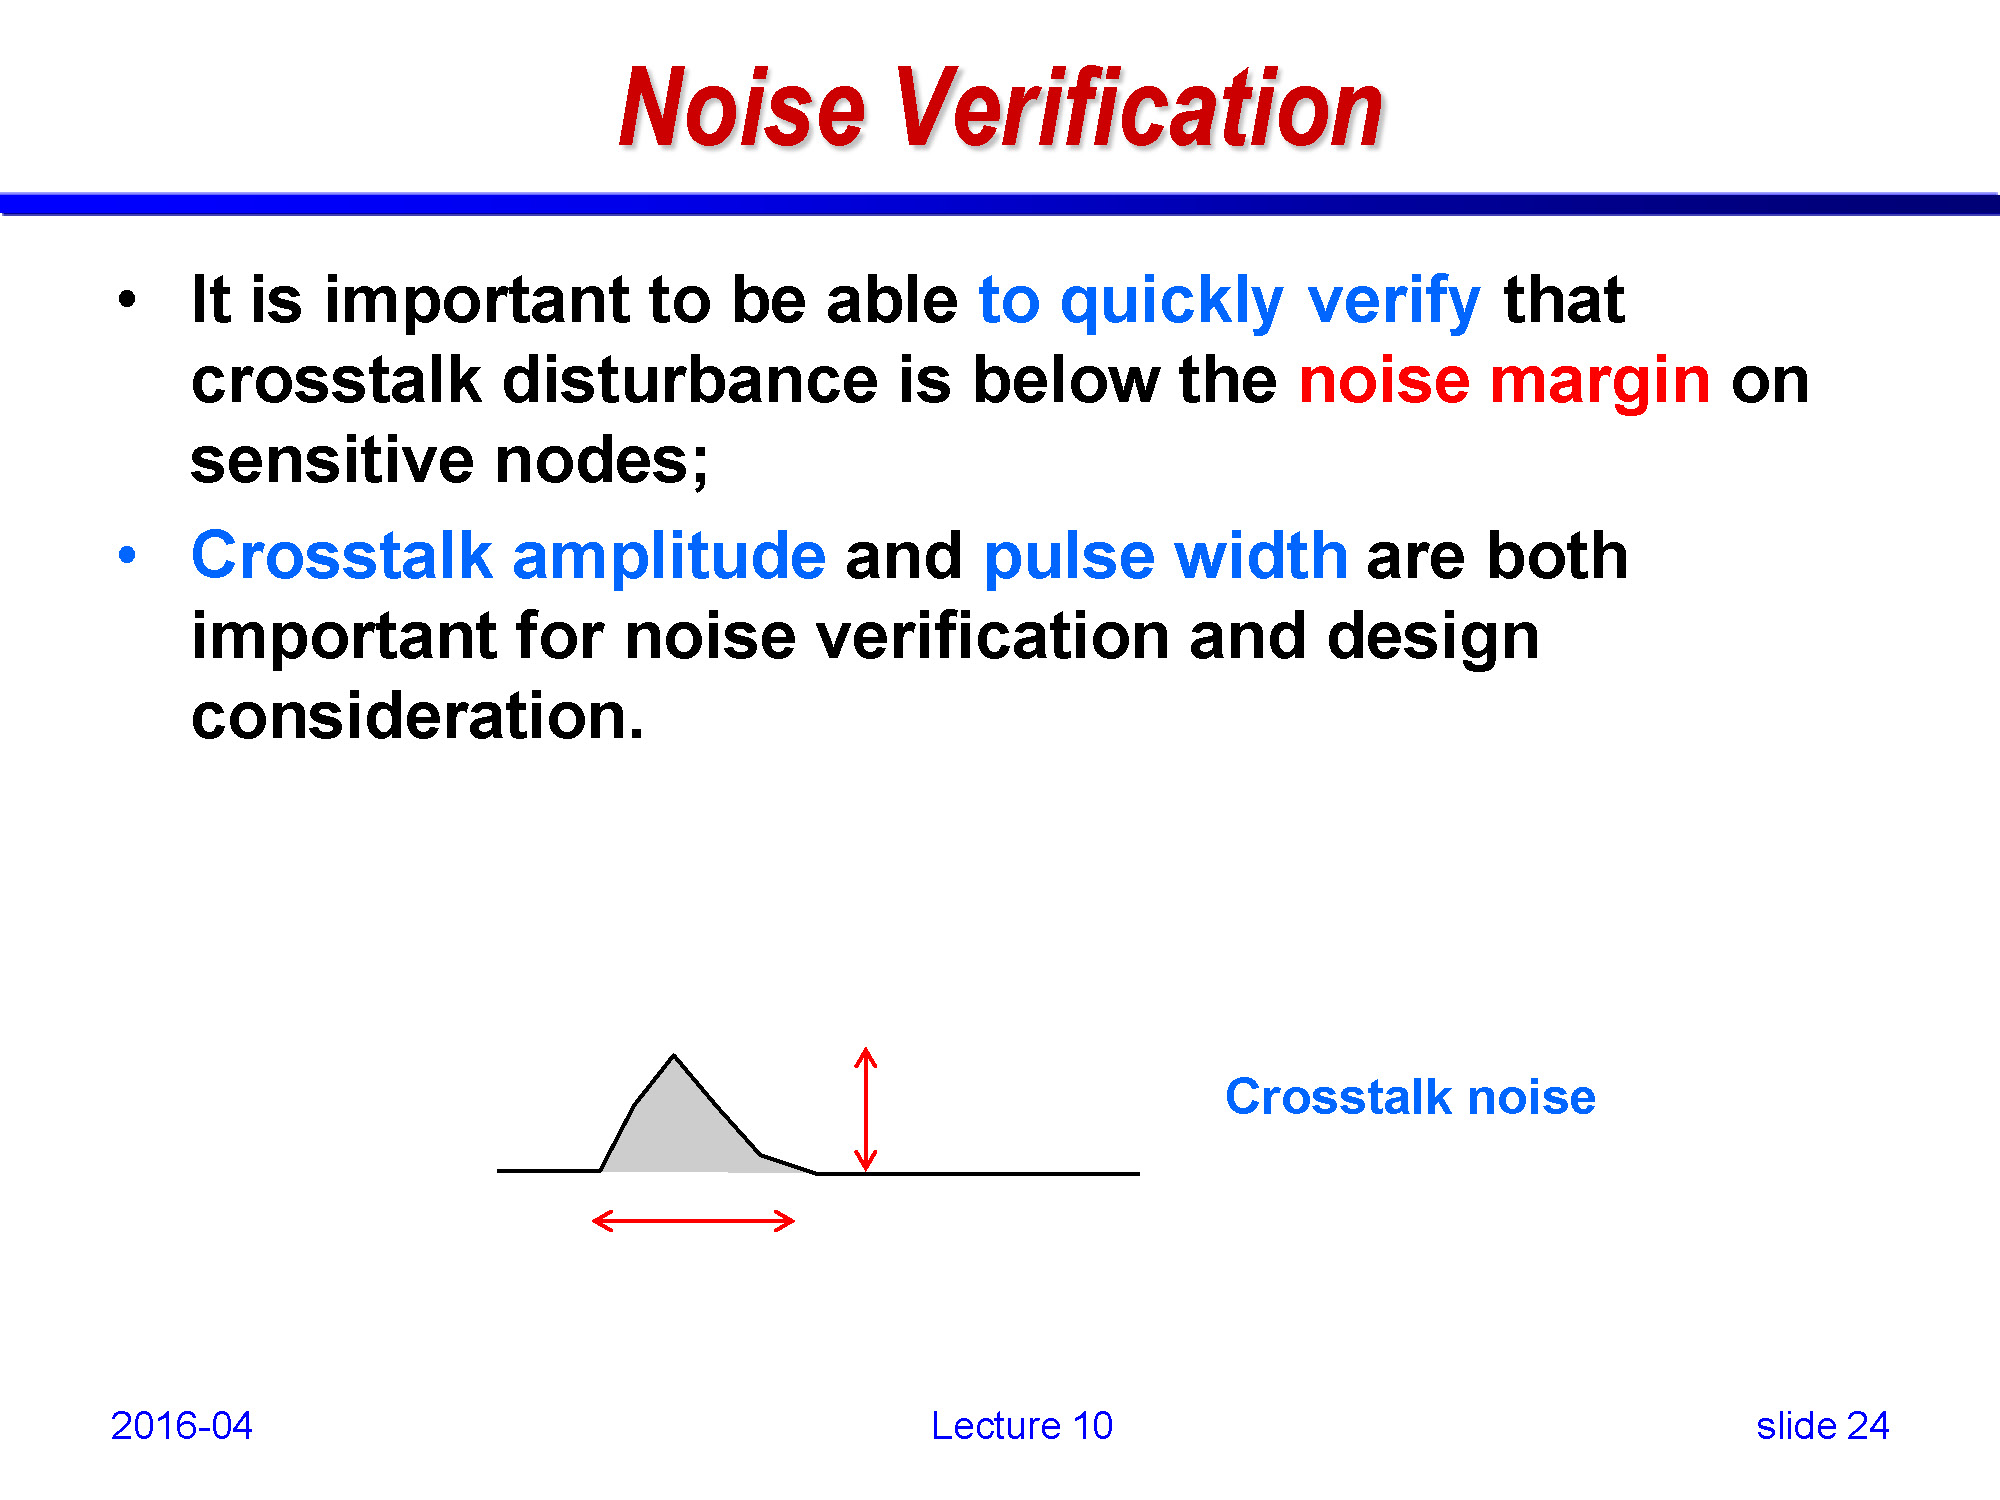 Noise Verification
• It is important to be able to quickly verify that
crosstalk disturbance is below the noise margin on
sensitive nodes;
• Crosstalk amplitude and pulse width are both
important for noise verification and design
consideration.
Crosstalk noise
2016-04
Lecture 10
slide 24